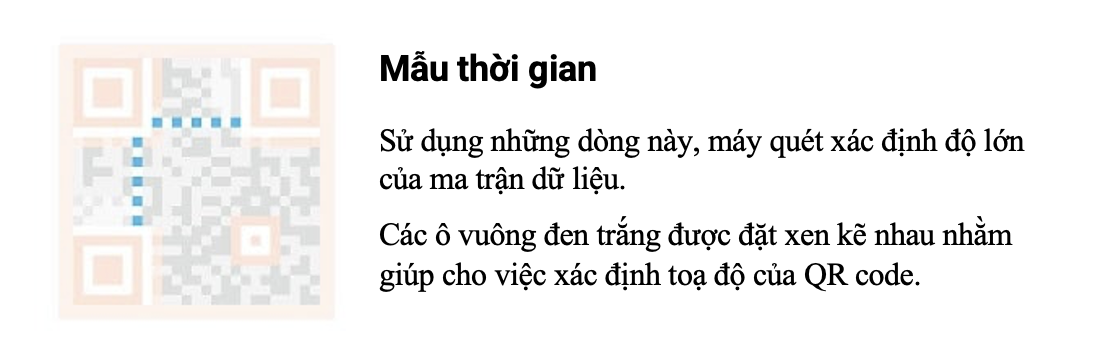 Mẫu thời gian
Sử dụng những dòng này, máy quét xác định độ lớn
của ma trận dữ liệu.
Các ô vuông đen trắng được đặt xen kẽ nhau nhằm
giúp cho việc xác định toạ độ của QR code.